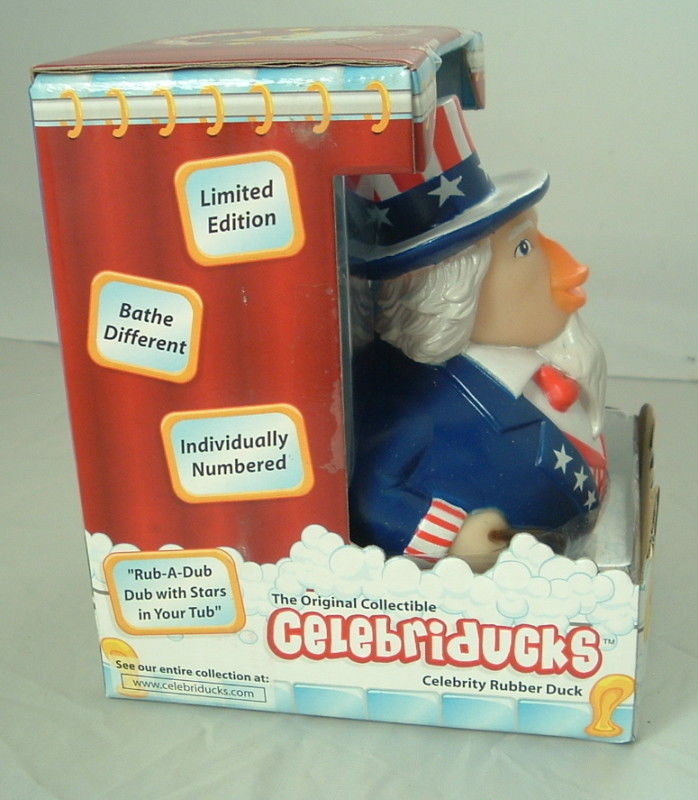 Limited
Edition
Bathe
Different
Individually
Numbered
"Rub-A-Dub
Dub with Stars
in Your Tub"
The Original Collectible
CELEBRIDUCKS™
Celebrity Rubber Duck
See our entire collection at:
www.celebriducks.com